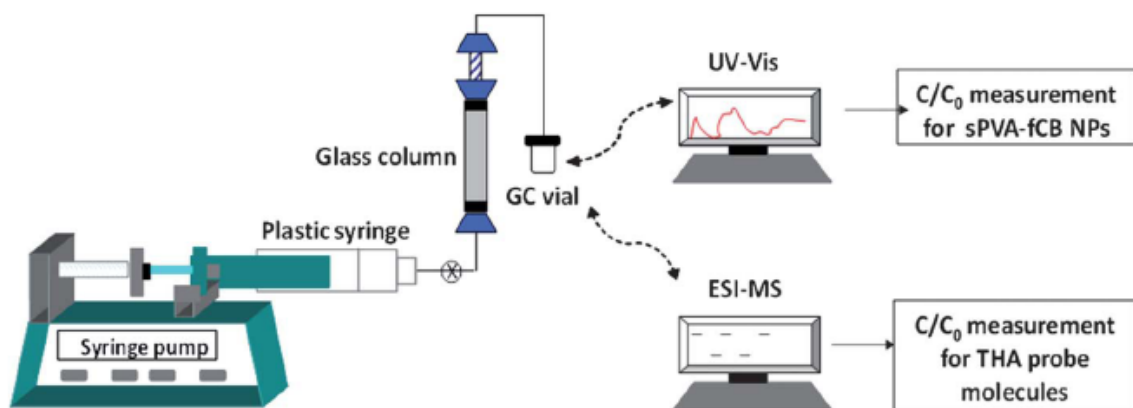 UV-Vis
C/C₀ measurement
for sPVA-fCB NPs
Glass column
GC vial
Plastic syringe
Syringe pump
ESI-MS
C/C₀ measurement
for THA probe
molecules